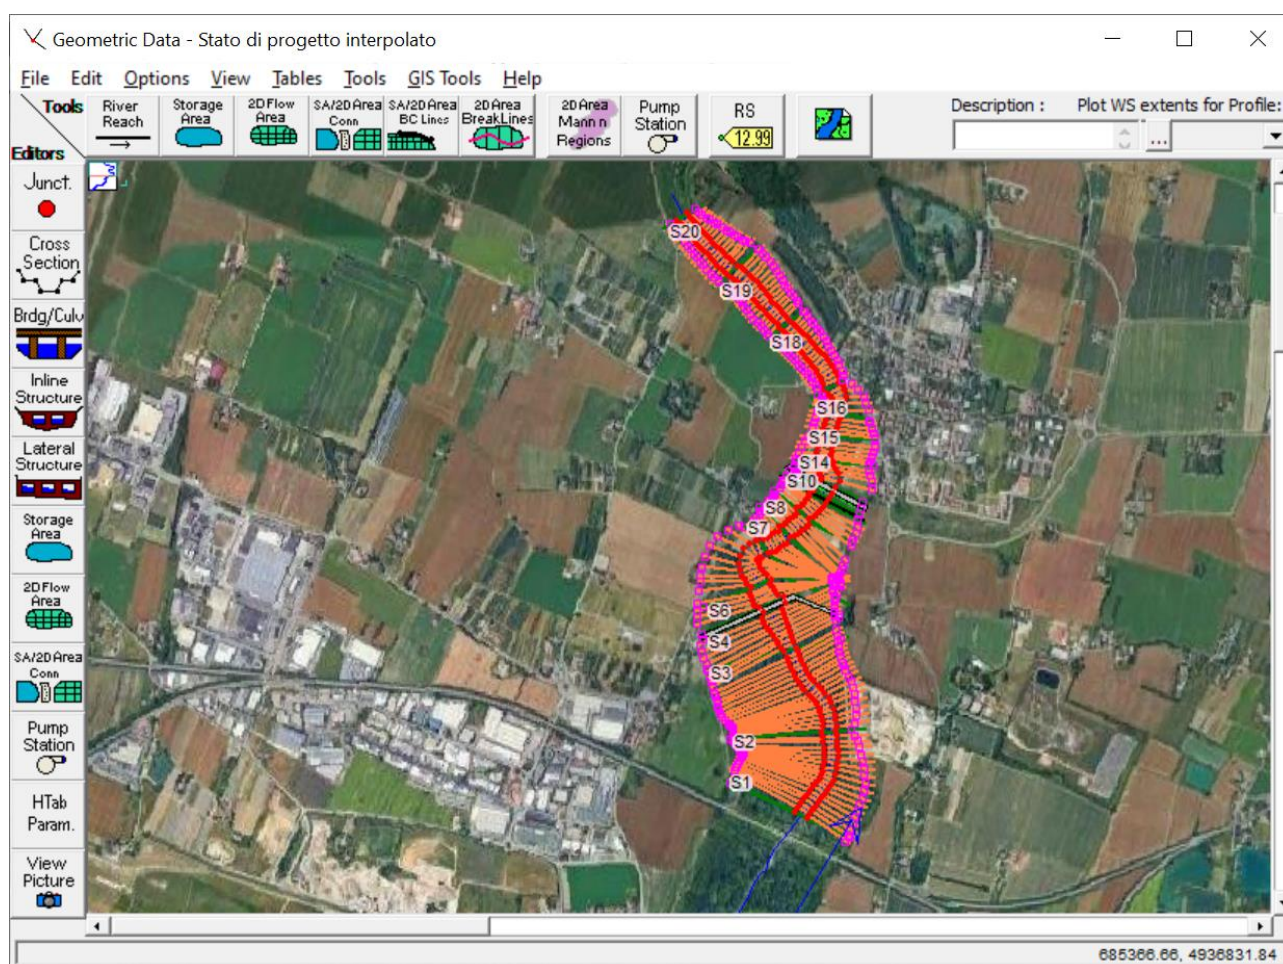 Geometric Data - Stato di progetto interpolato
File Edit Options View Tables Tools GIS Tools Help
Tools
Editors
River
Reach
Storage
Area
2D Flow
Area
SA/2D Area
Conn
SA/2D Area
BC Lines
2D Area
BreakLines
2D Area
Mann n
Regions
Pump
Station
RS
12.99
Description :
Plot WS extents for Profile:
...
Junct.
Cross
Section
Brdg/Culv
Inline
Structure
Lateral
Structure
Storage
Area
2D Flow
Area
SA/2D Area
Conn
Pump
Station
HTab
Param.
View
Picture
S20
S19
S18
S16
S15
S14
S10
S8
S7
S6
S4
S3
S2
S1
685366.66, 4936831.84